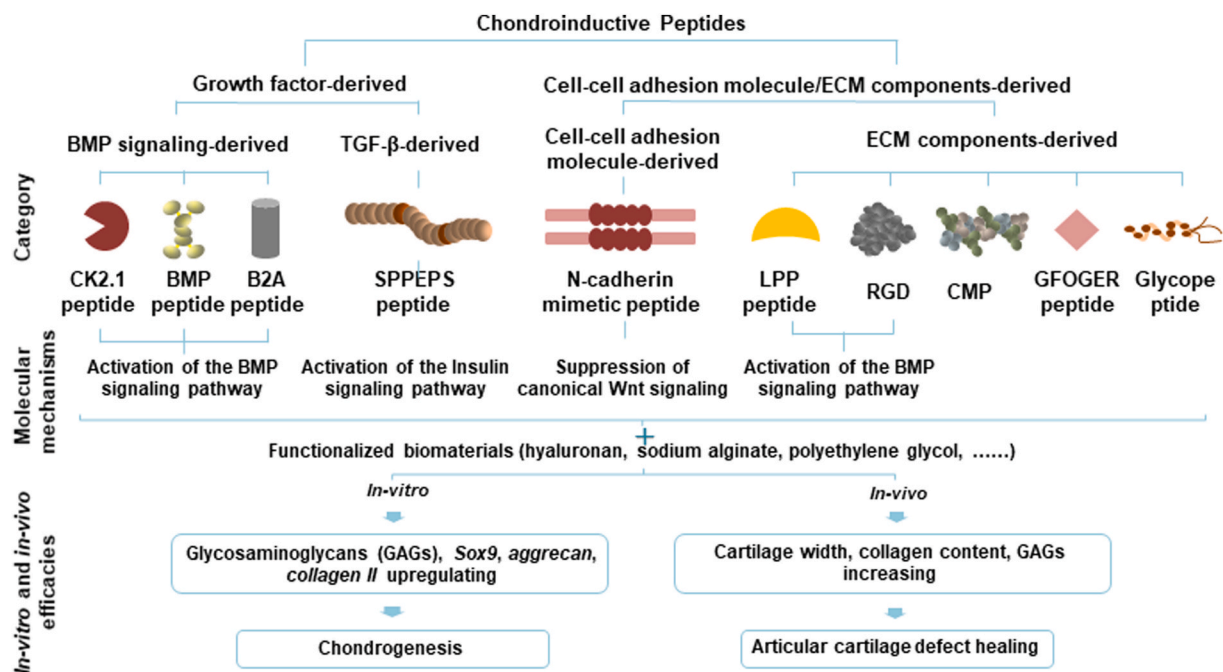 Chondroinductive Peptides
Growth factor-derived
Cell-cell adhesion molecule/ECM components-derived
BMP signaling-derived
TGF-β-derived
Cell-cell adhesion
molecule-derived
ECM components-derived
Category
CK2.1
peptide
BMP
peptide
B2A
peptide
SPPEPS
peptide
N-cadherin
mimetic peptide
LPP
peptide
RGD
CMP
GFOGER
peptide
Glycope
ptide
Molecular
mechanisms
Activation of the BMP
signaling pathway
Activation of the Insulin
signaling pathway
Suppression of
canonical Wnt signaling
Activation of the BMP
signaling pathway
+
Functionalized biomaterials (hyaluronan, sodium alginate, polyethylene glycol, ……)
In-vitro and in-vivo
efficacies
In-vitro
In-vivo
Glycosaminoglycans (GAGs), Sox9, aggrecan,
collagen II upregulating
Cartilage width, collagen content, GAGs
increasing
Chondrogenesis
Articular cartilage defect healing